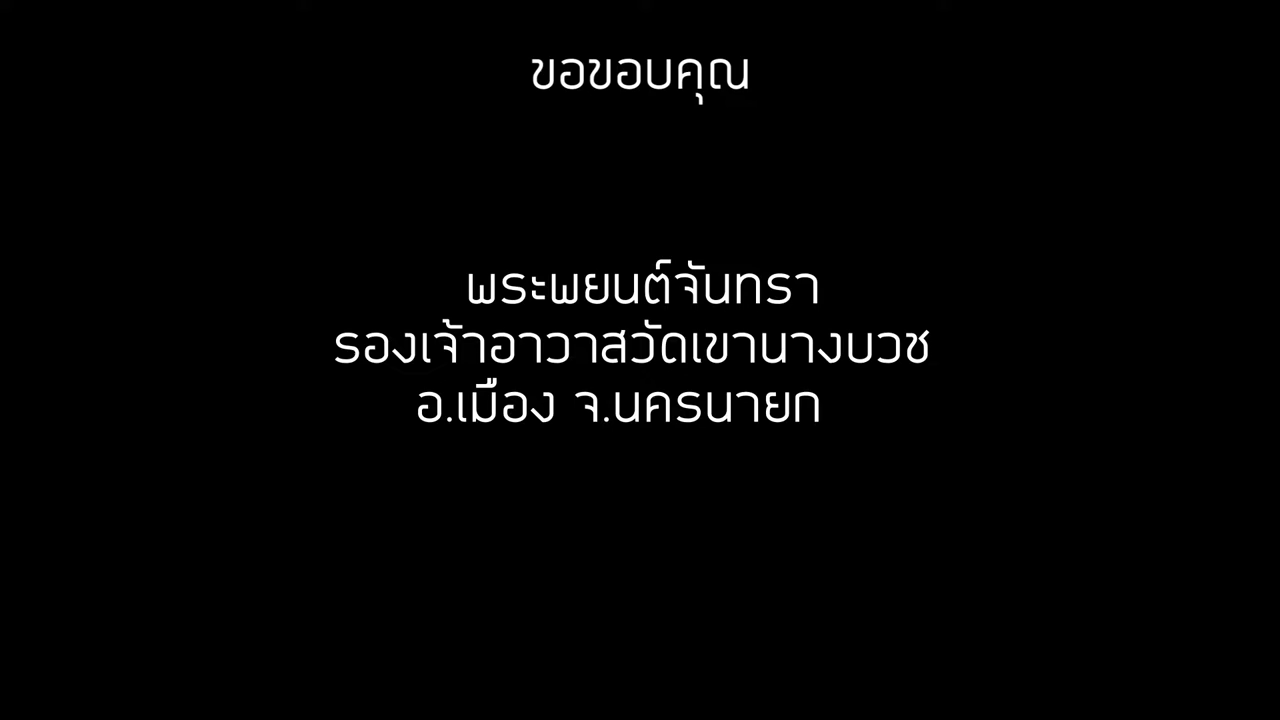 ขอขอบคุณ
พระพยนต์จันทรา
รองเจ้าอาวาสวัดเขานางบวช
อ.เมือง จ.นครนายก